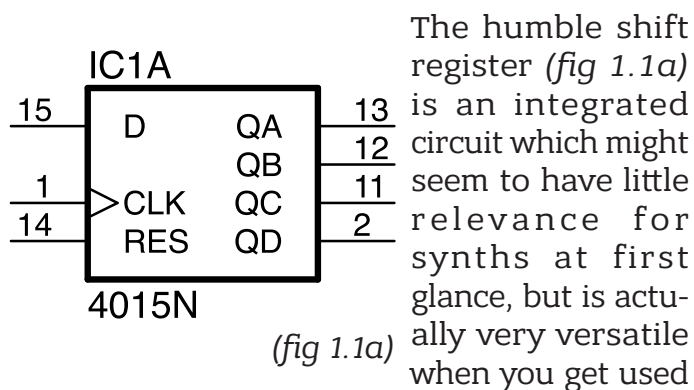 IC1A
15 D QA 13
QB 12
1 CLK QC 11
14 RES QD 2
4015N
(fig 1.1a)
The humble shift
register (fig 1.1a)
is an integrated
circuit which might
seem to have little
relevance for
synths at first
glance, but is actu-
ally very versatile
when you get used